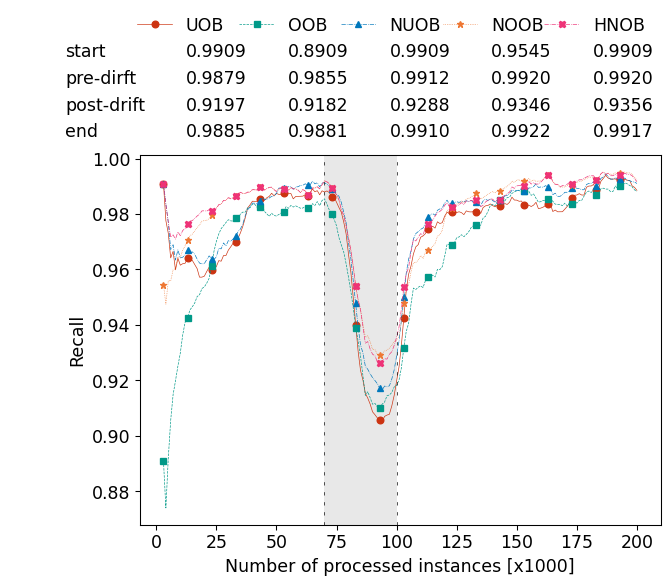 UOB OOB NUOB NOOB HNOB
start 0.9909 0.8909 0.9909 0.9545 0.9909
pre-dirft 0.9879 0.9855 0.9912 0.9920 0.9920
post-drift 0.9197 0.9182 0.9288 0.9346 0.9356
end 0.9885 0.9881 0.9910 0.9922 0.9917
1.00
0.98
0.96
0.94
0.92
0.90
0.88
Recall
0 25 50 75 100 125 150 175 200
Number of processed instances [x1000]